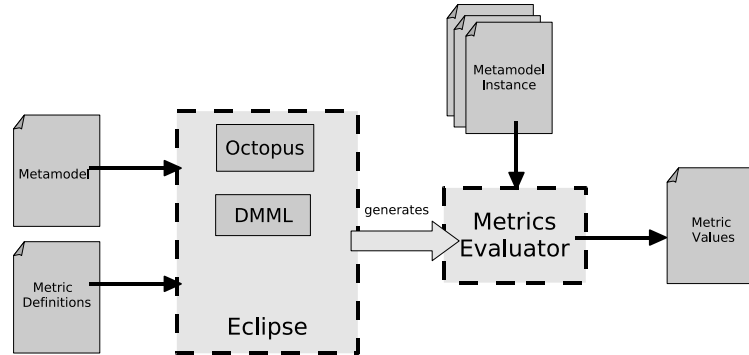 Metamodel
Instance
Octopus
Metamodel
DMML
generates
Metrics
Evaluator
Metric
Values
Metric
Definitions
Eclipse